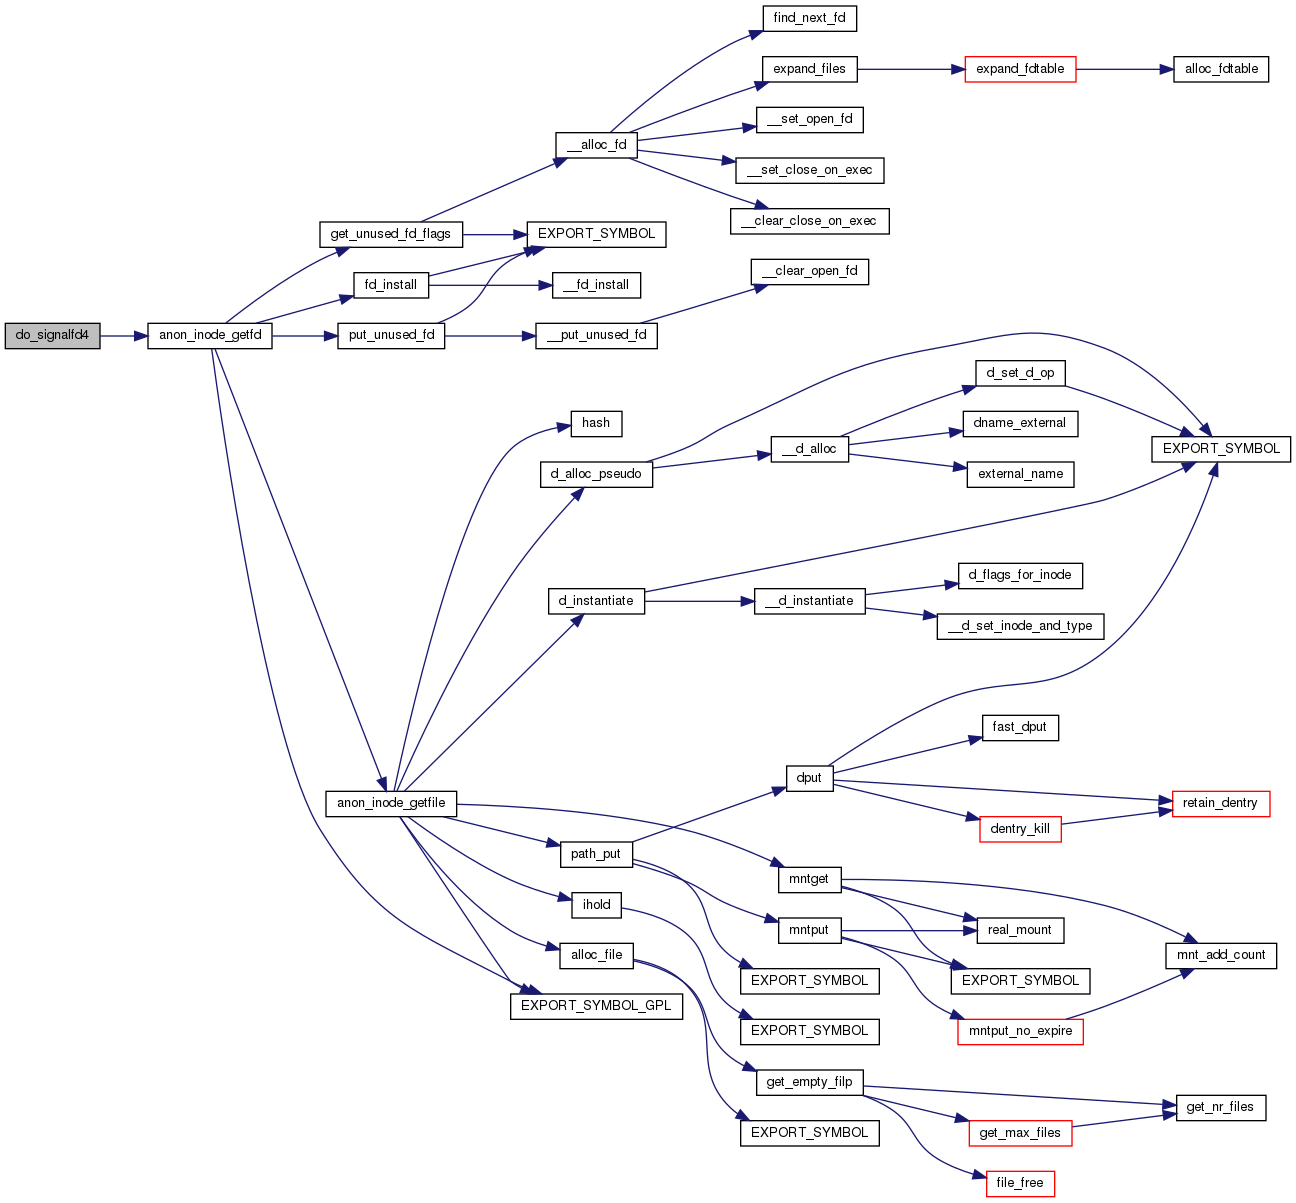 find_next_fd
expand_files
expand_fdtable
alloc_fdtable
__set_open_fd
__alloc_fd
__set_close_on_exec
__clear_close_on_exec
get_unused_fd_flags
EXPORT_SYMBOL
__clear_open_fd
fd_install
__fd_install
do_signalfd4
anon_inode_getfd
put_unused_fd
__put_unused_fd
d_set_d_op
hash
dname_external
__d_alloc
EXPORT_SYMBOL
d_alloc_pseudo
external_name
d_flags_for_inode
d_instantiate
__d_instantiate
__d_set_inode_and_type
fast_dput
dput
anon_inode_getfile
retain_dentry
dentry_kill
path_put
mntget
ihold
mntput
real_mount
alloc_file
mnt_add_count
EXPORT_SYMBOL
EXPORT_SYMBOL
EXPORT_SYMBOL_GPL
EXPORT_SYMBOL
mntput_no_expire
get_empty_filp
get_nr_files
EXPORT_SYMBOL
get_max_files
file_free